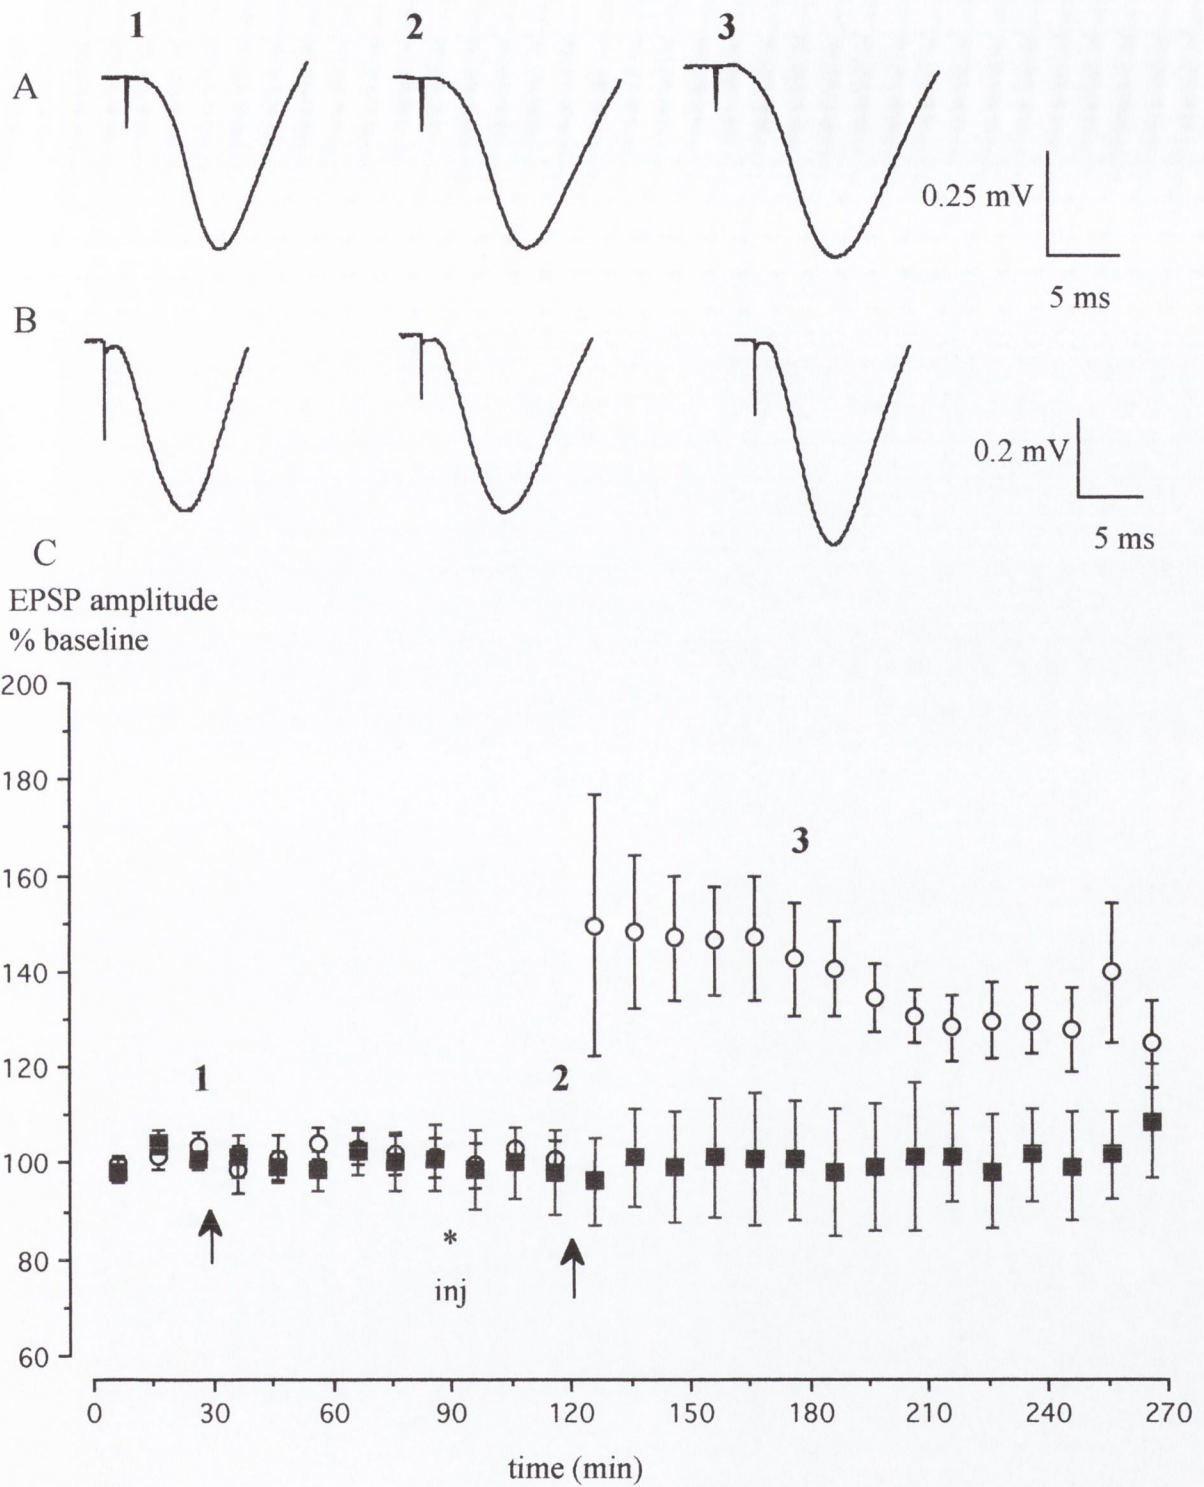 1 2 3
A
0.25 mV
5 ms
B
0.2 mV
5 ms
C
EPSP amplitude
% baseline
200
180
160
3
140
120
1 2
100
*
80
inj
60
0 30 60 90 120 150 180 210 240 270
time (min)